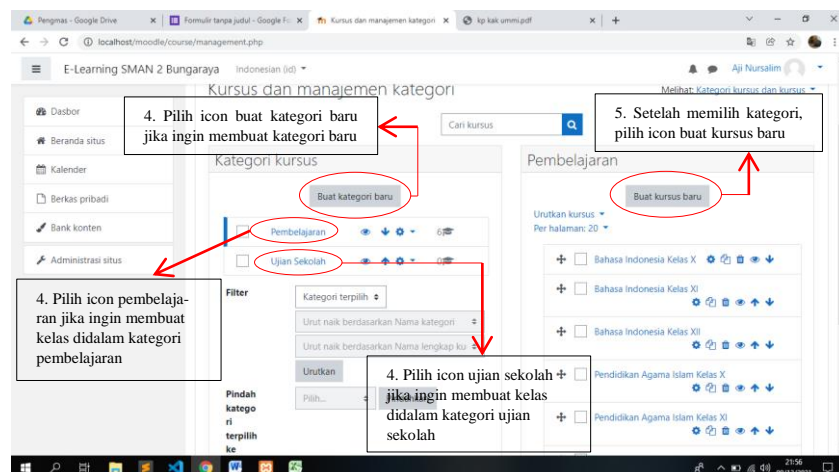 Pengmas - Google Drive
Formulir tanpa judul - Google Fo
Kursus dan manajemen kategori
kp kak ummi.pdf
localhost/moodle/course/management.php
E-Learning SMAN 2 Bungaraya
Indonesian (id)
Aji Nursalim
Kursus dan manajemen kategori
Melihat: Kategori kursus dan kursus
Dasbor
Beranda situs
Kalender
Berkas pribadi
Bank konten
Administrasi situs
4. Pilih icon buat kategori baru
jika ingin membuat kategori baru
Cari kursus
5. Setelah memilih kategori,
pilih icon buat kursus baru
Kategori kursus
Buat kategori baru
Pembelajaran
6
Ujian Sekolah
0
4. Pilih icon pembelaja-
ran jika ingin membuat
kelas didalam kategori
pembelajaran
Filter
Kategori terpilih
Urut naik berdasarkan Nama kategori
Urut naik berdasarkan Nama lengkap ku
Urutkan
Pindah
katego
ri
terpilih
ke
Pilih...
4. Pilih icon ujian sekolah
jika ingin membuat kelas
didalam kategori ujian
sekolah
Pembelajaran
Buat kursus baru
Urutkan kursus
Per halaman: 20
Bahasa Indonesia Kelas X
Bahasa Indonesia Kelas XI
Bahasa Indonesia Kelas XII
Pendidikan Agama Islam Kelas X
Pendidikan Agama Islam Kelas XI
21:56